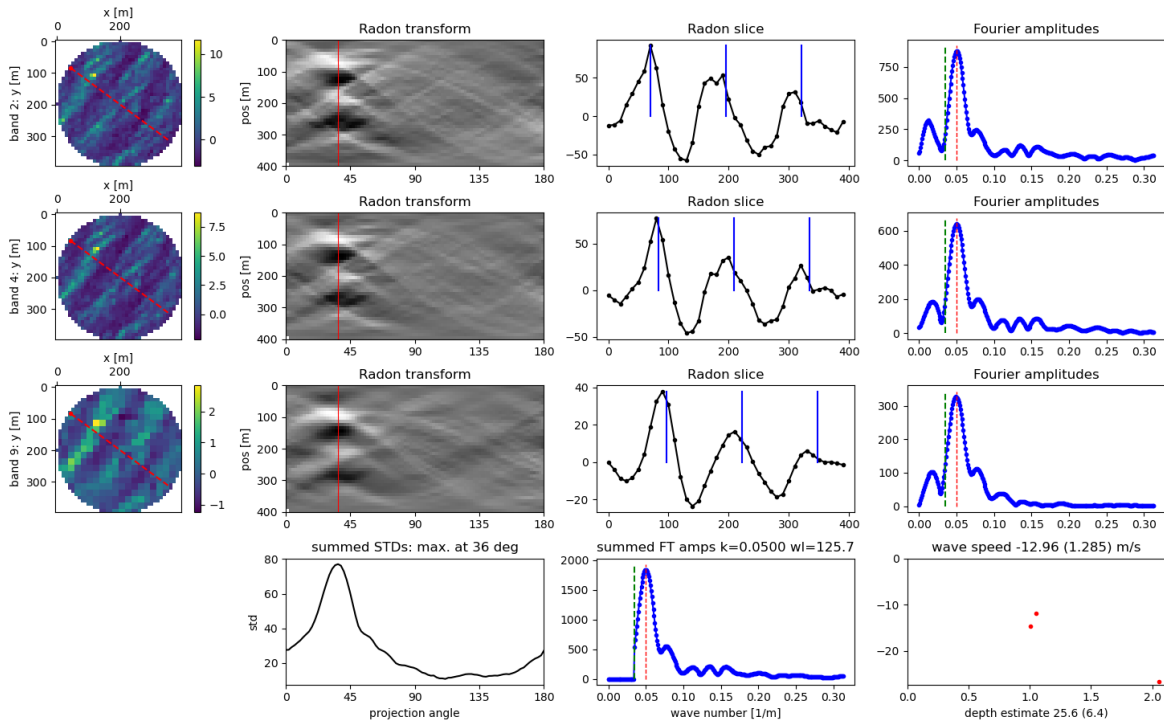 x [m]
0 200
Radon transform
Radon slice
Fourier amplitudes
band 2: y [m]
0
100
200
300
10
8
6
4
2
0
−2
pos [m]
0
100
200
300
400
0 45 90 135 180
50
0
−50
0 100 200 300 400
750
500
250
0
0.00 0.05 0.10 0.15 0.20 0.25 0.30
x [m]
0 200
Radon transform
Radon slice
Fourier amplitudes
band 4: y [m]
0
100
200
300
7.5
5.0
2.5
0.0
pos [m]
0
100
200
300
400
0 45 90 135 180
50
0
−50
0 100 200 300 400
600
400
200
0
0.00 0.05 0.10 0.15 0.20 0.25 0.30
x [m]
0 200
Radon transform
Radon slice
Fourier amplitudes
band 9: y [m]
0
100
200
300
2
1
0
−1
pos [m]
0
100
200
300
400
0 45 90 135 180
40
20
0
−20
0 100 200 300 400
300
200
100
0
0.00 0.05 0.10 0.15 0.20 0.25 0.30
summed STDs: max. at 36 deg
summed FT amps k=0.0500 wl=125.7
wave speed -12.96 (1.285) m/s
std
80
60
40
20
0 45 90 135 180
projection angle
2000
1500
1000
500
0
0.00 0.05 0.10 0.15 0.20 0.25 0.30
wave number [1/m]
0
−10
−20
0.0 0.5 1.0 1.5 2.0
depth estimate 25.6 (6.4)